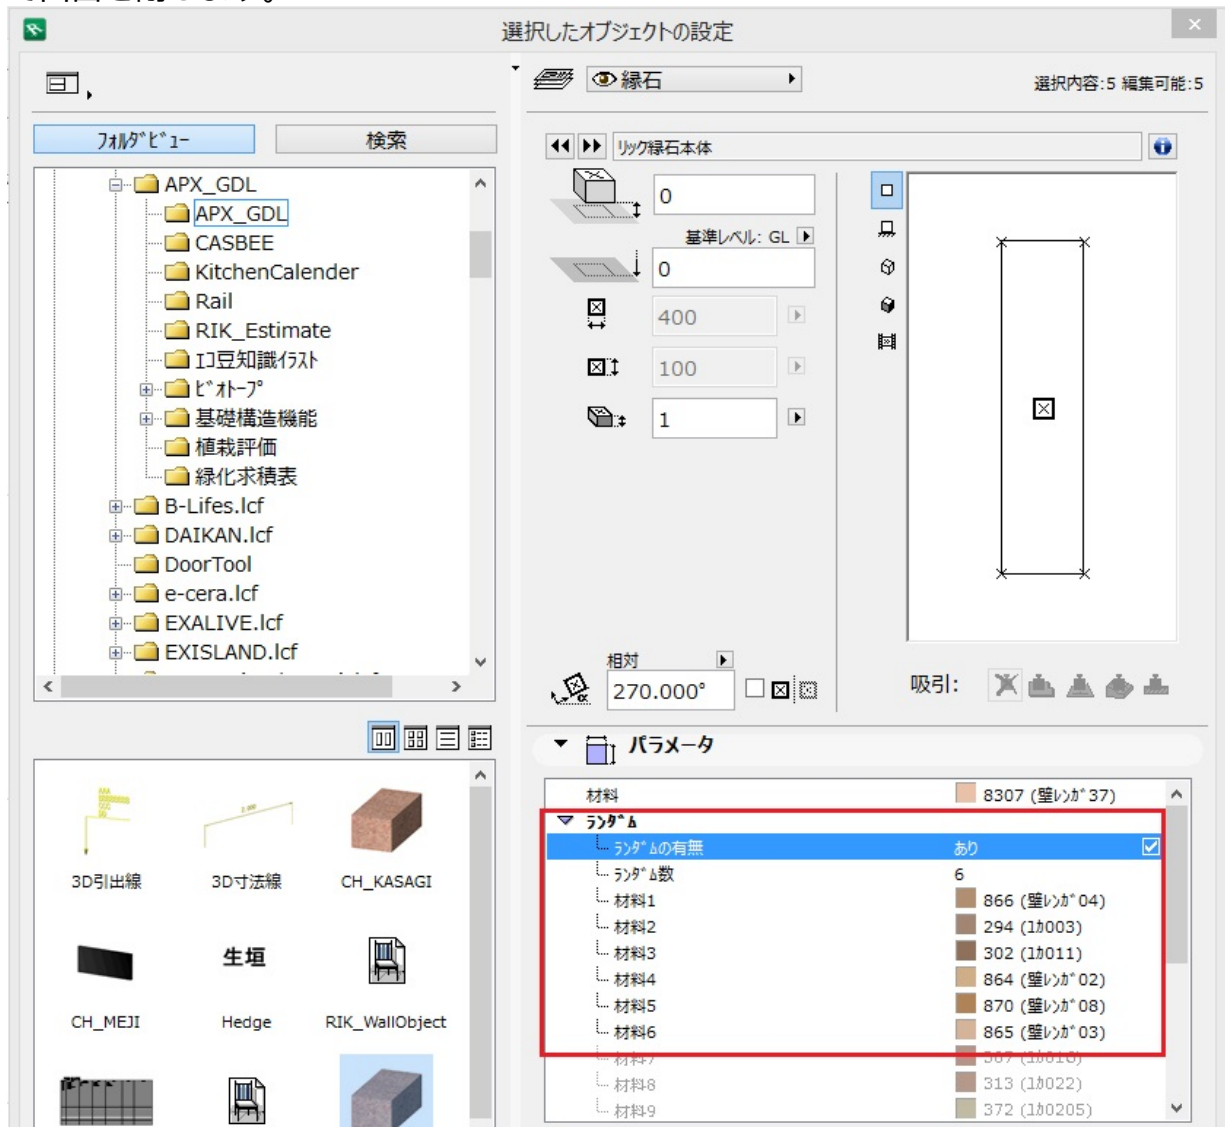 選択したオブジェクトの設定
縁石
選択内容:5 編集可能:5
フォルダビュー
検索
リック縁石本体
APX_GDL
APX_GDL
CASBEE
KitchenCalender
Rail
RIK_Estimate
エコ豆知識イラスト
ビオトープ
基礎構造機能
植栽評価
緑化求積表
B-Lifes.lcf
DAIKAN.lcf
DoorTool
e-cera.lcf
EXALIVE.lcf
EXISLAND.lcf
0
基準レベル: GL
0
400
100
1
相対
270.000°
α
吸引:
パラメータ
材料 8307 (壁レンガ37)
ランダム
ランダムの有無 あり
ランダム数 6
材料1 866 (壁レンガ04)
材料2 294 (ユカ003)
材料3 302 (ユカ011)
材料4 864 (壁レンガ02)
材料5 870 (壁レンガ08)
材料6 865 (壁レンガ03)
材料8 313 (ユカ022)
材料9 372 (ユカ0205)
3D引出線
3D寸法線
CH_KASAGI
生垣
CH_MEJI
Hedge
RIK_WallObject